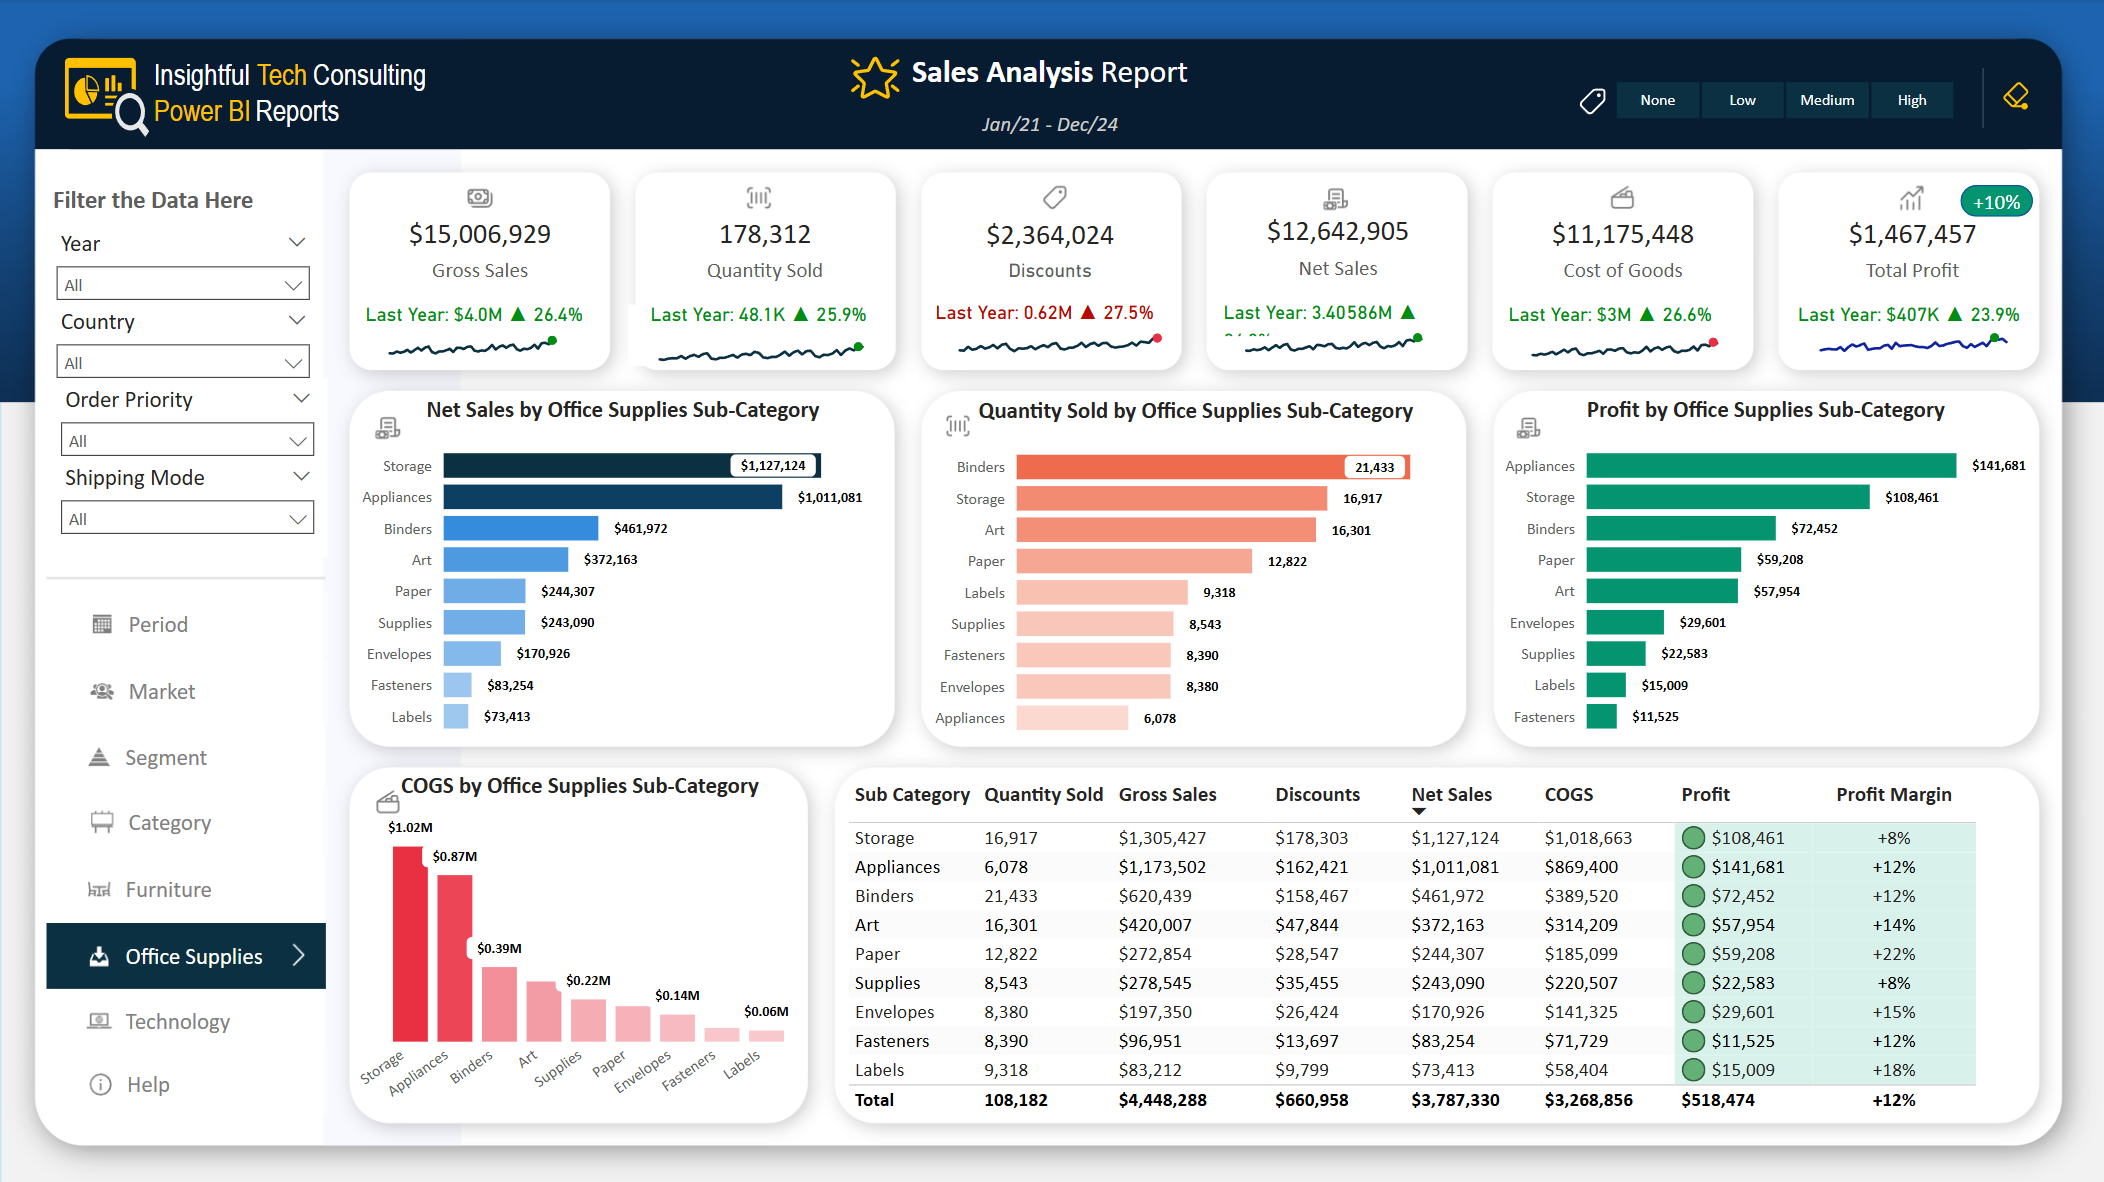 Insightful Tech Consulting
Power BI Reports
Sales Analysis Report
Jan/21 - Dec/24
None
Low
Medium
High
Filter the Data Here
Year
All
Country
All
Order Priority
All
Shipping Mode
All
Period
Market
Segment
Category
Furniture
Office Supplies
Technology
Help
$15,006,929
Gross Sales
Last Year: $4.0M ▲ 26.4%
178,312
Quantity Sold
Last Year: 48.1K ▲ 25.9%
$2,364,024
Discounts
Last Year: 0.62M ▲ 27.5%
$12,642,905
Net Sales
Last Year: 3.40586M ▲
$11,175,448
Cost of Goods
Last Year: $3M ▲ 26.6%
+10%
$1,467,457
Total Profit
Last Year: $407K ▲ 23.9%
Net Sales by Office Supplies Sub-Category
Storage $1,127,124
Appliances $1,011,081
Binders $461,972
Art $372,163
Paper $244,307
Supplies $243,090
Envelopes $170,926
Fasteners $83,254
Labels $73,413
Quantity Sold by Office Supplies Sub-Category
Binders 21,433
Storage 16,917
Art 16,301
Paper 12,822
Labels 9,318
Supplies 8,543
Fasteners 8,390
Envelopes 8,380
Appliances 6,078
Profit by Office Supplies Sub-Category
Appliances $141,681
Storage $108,461
Binders $72,452
Paper $59,208
Art $57,954
Envelopes $29,601
Supplies $22,583
Labels $15,009
Fasteners $11,525
COGS by Office Supplies Sub-Category
$1.02M
$0.87M
$0.39M
$0.22M
$0.14M
$0.06M
Storage
Appliances
Binders
Art
Supplies
Paper
Envelopes
Fasteners
Labels
Sub Category Quantity Sold Gross Sales Discounts Net Sales COGS Profit Profit Margin
Storage 16,917 $1,305,427 $178,303 $1,127,124 $1,018,663 $108,461 +8%
Appliances 6,078 $1,173,502 $162,421 $1,011,081 $869,400 $141,681 +12%
Binders 21,433 $620,439 $158,467 $461,972 $389,520 $72,452 +12%
Art 16,301 $420,007 $47,844 $372,163 $314,209 $57,954 +14%
Paper 12,822 $272,854 $28,547 $244,307 $185,099 $59,208 +22%
Supplies 8,543 $278,545 $35,455 $243,090 $220,507 $22,583 +8%
Envelopes 8,380 $197,350 $26,424 $170,926 $141,325 $29,601 +15%
Fasteners 8,390 $96,951 $13,697 $83,254 $71,729 $11,525 +12%
Labels 9,318 $83,212 $9,799 $73,413 $58,404 $15,009 +18%
Total 108,182 $4,448,288 $660,958 $3,787,330 $3,268,856 $518,474 +12%